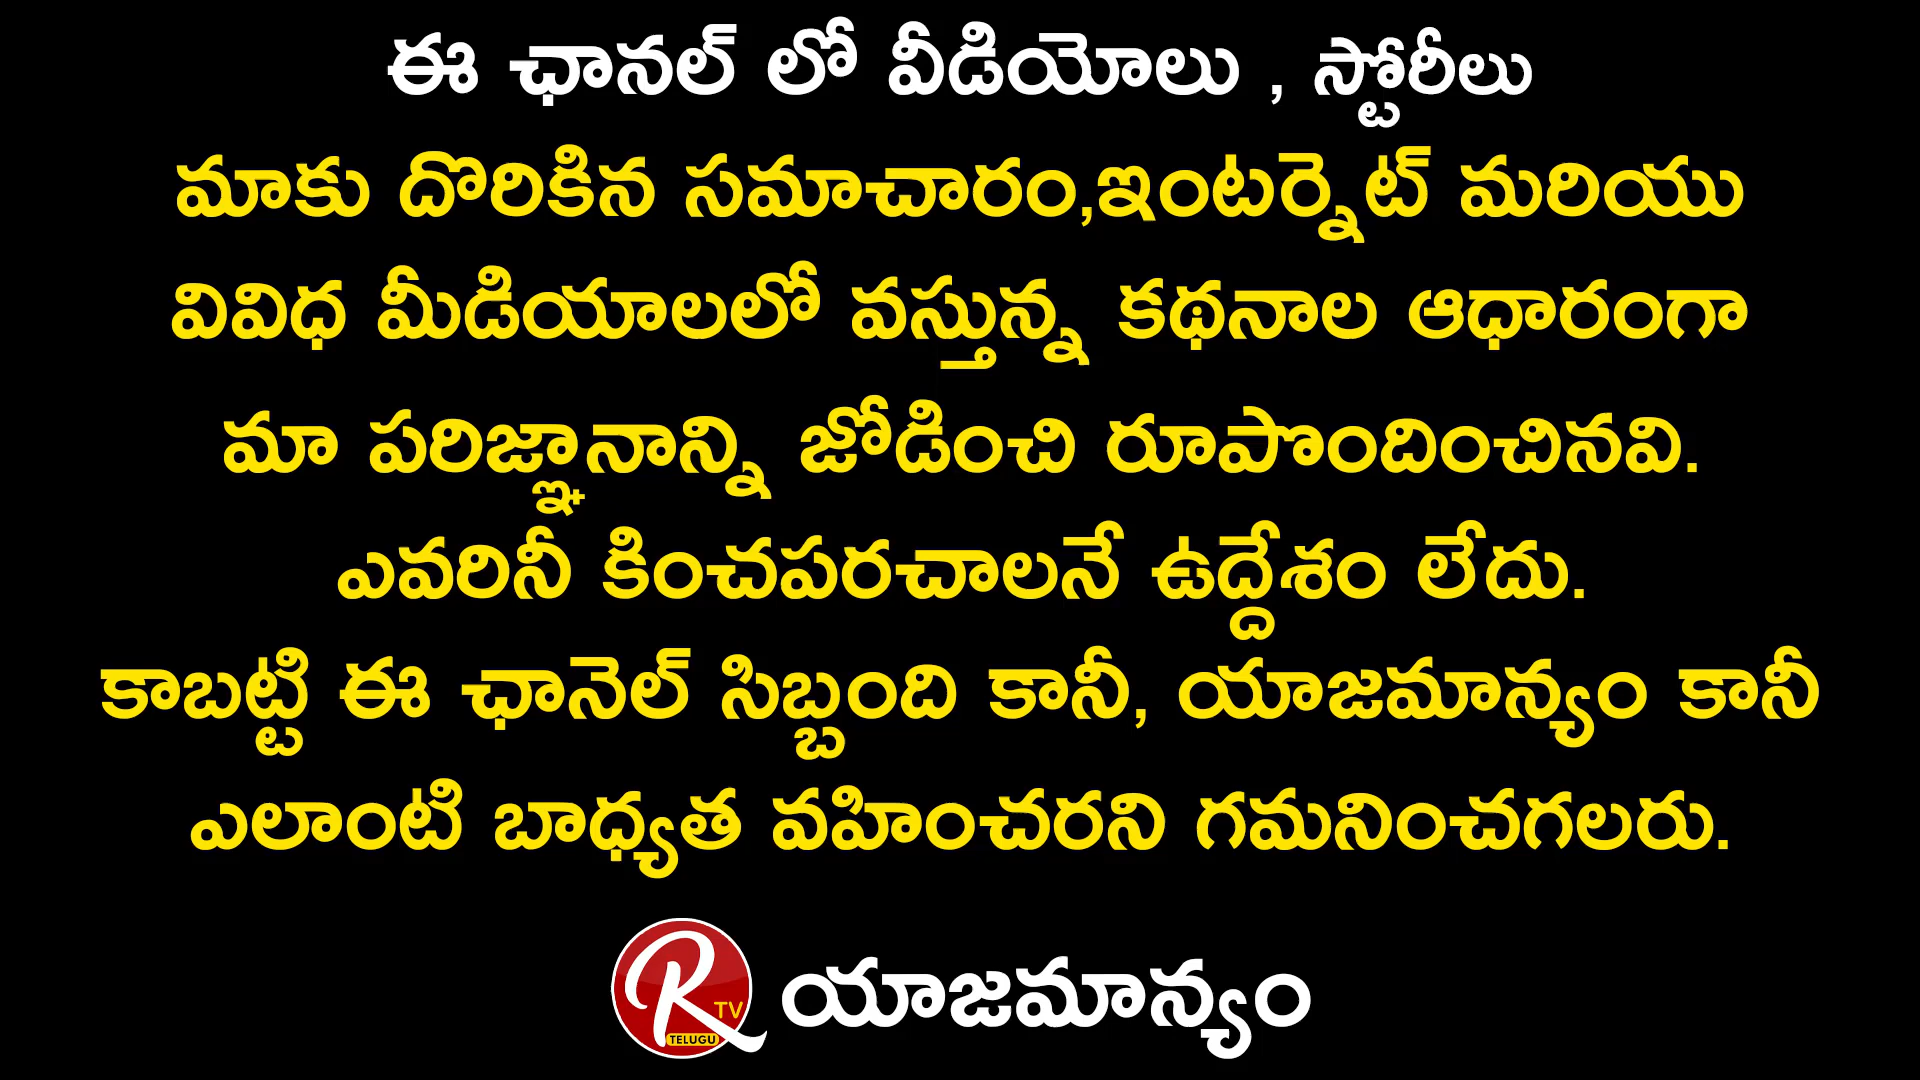 ఈ ఛానల్ లో వీడియోలు , స్టోరీలు
మాకు దొరికిన సమాచారం,ఇంటర్నెట్ మరియు
వివిధ మీడియాలలో వస్తున్న కథనాల ఆధారంగా
మా పరిజ్ఞానాన్ని జోడించి రూపొందించినవి.
ఎవరినీ కించపరచాలనే ఉద్దేశం లేదు.
కాబట్టి ఈ ఛానెల్ సిబ్బంది కానీ, యాజమాన్యం కానీ
ఎలాంటి బాధ్యత వహించరని గమనించగలరు.
R TV TELUGU యాజమాన్యం